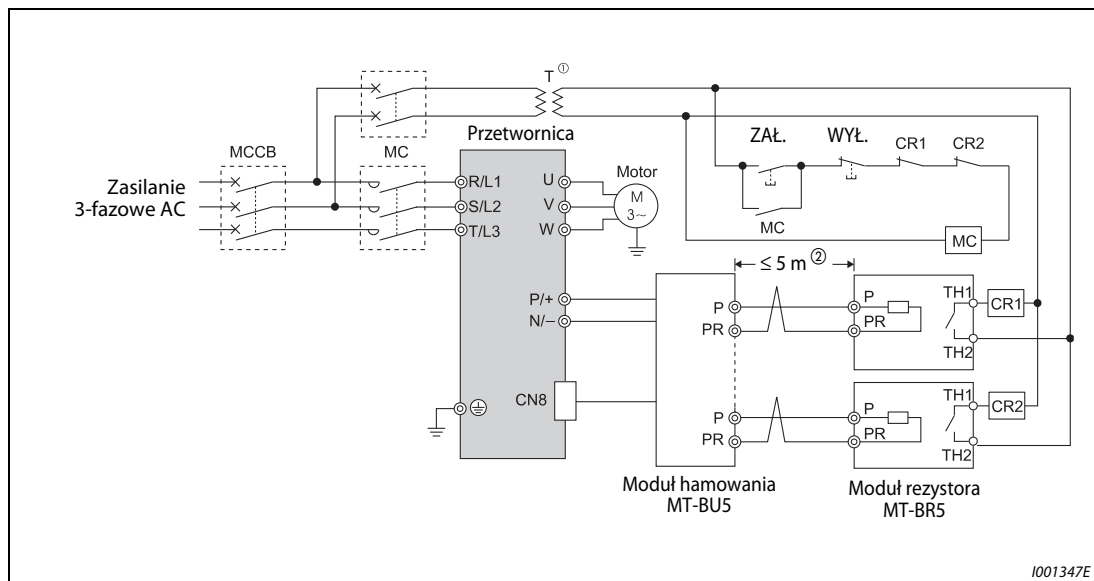 T ①
Przetwornica
MCCB
MC
ZAŁ.
WYŁ.
CR1
CR2
Zasilanie
3-fazowe AC
R/L1
S/L2
T/L3
U
V
W
Motor
M
3~
MC
MC
≤ 5 m ②
P/+
N/−
P
PR
P
PR
TH1
TH2
CR1
CN8
P
PR
P
PR
TH1
TH2
CR2
Moduł hamowania
MT-BU5
Moduł rezystora
MT-BR5
I001347E